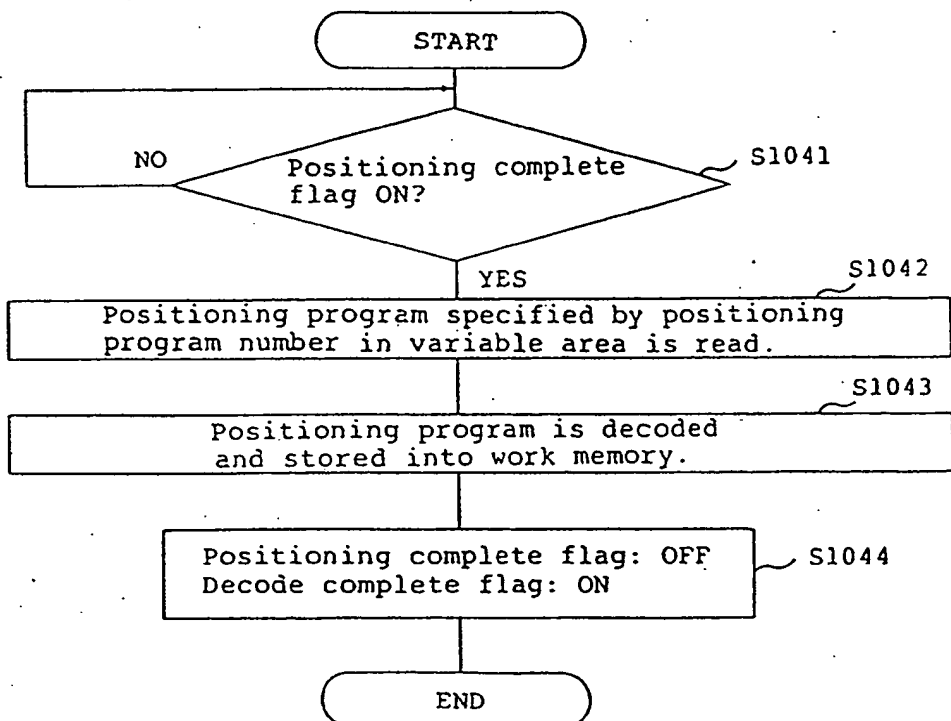 START
NO
Positioning complete
flag ON?
S1041
YES
S1042
Positioning program specified by positioning
program number in variable area is read.
S1043
Positioning program is decoded
and stored into work memory.
Positioning complete flag: OFF
Decode complete flag: ON
S1044
END